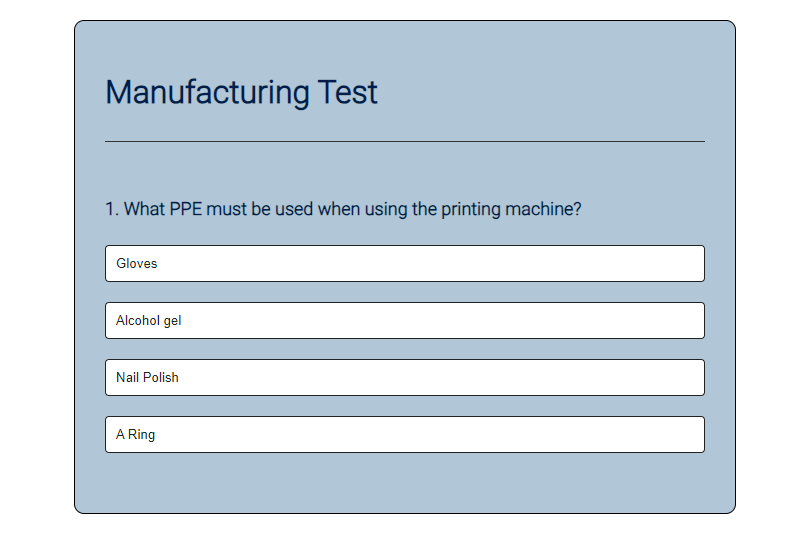 Manufacturing Test
1. What PPE must be used when using the printing machine?
Gloves
Alcohol gel
Nail Polish
A Ring